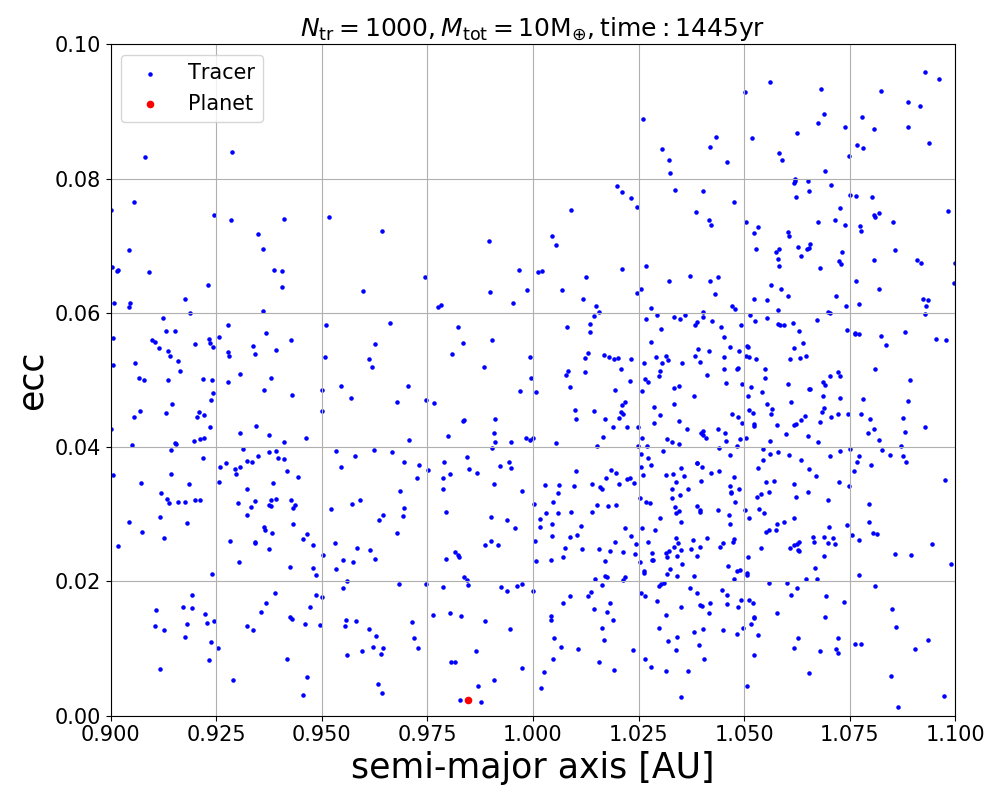 N_tr = 1000, M_tot = 10M_⊕, time : 1445yr
Tracer
Planet
0.10
0.08
0.06
0.04
0.02
0.00
ecc
0.900 0.925 0.950 0.975 1.000 1.025 1.050 1.075 1.100
semi-major axis [AU]